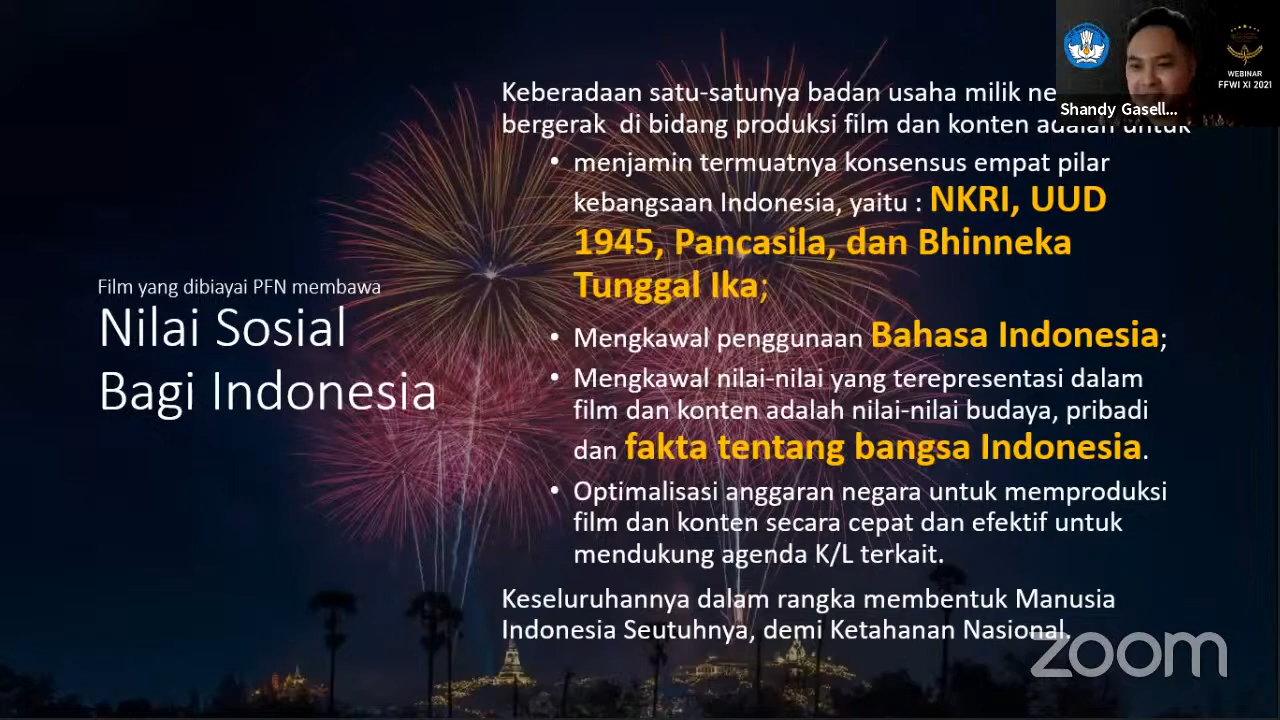 Film yang dibiayai PFN membawa
Nilai Sosial
Bagi Indonesia
Keberadaan satu-satunya badan usaha milik ne
bergerak di bidang produksi film dan konten adalah untuk
• menjamin termuatnya konsensus empat pilar
kebangsaan Indonesia, yaitu : NKRI, UUD
1945, Pancasila, dan Bhinneka
Tunggal Ika;
• Mengkawal penggunaan Bahasa Indonesia;
• Mengkawal nilai-nilai yang terepresentasi dalam
film dan konten adalah nilai-nilai budaya, pribadi
dan fakta tentang bangsa Indonesia.
• Optimalisasi anggaran negara untuk memproduksi
film dan konten secara cepat dan efektif untuk
mendukung agenda K/L terkait.
Keseluruhannya dalam rangka membentuk Manusia
Indonesia Seutuhnya, demi Ketahanan Nasional.
WEBINAR
FFWI XI 2021
Shandy Gasell...
zoom